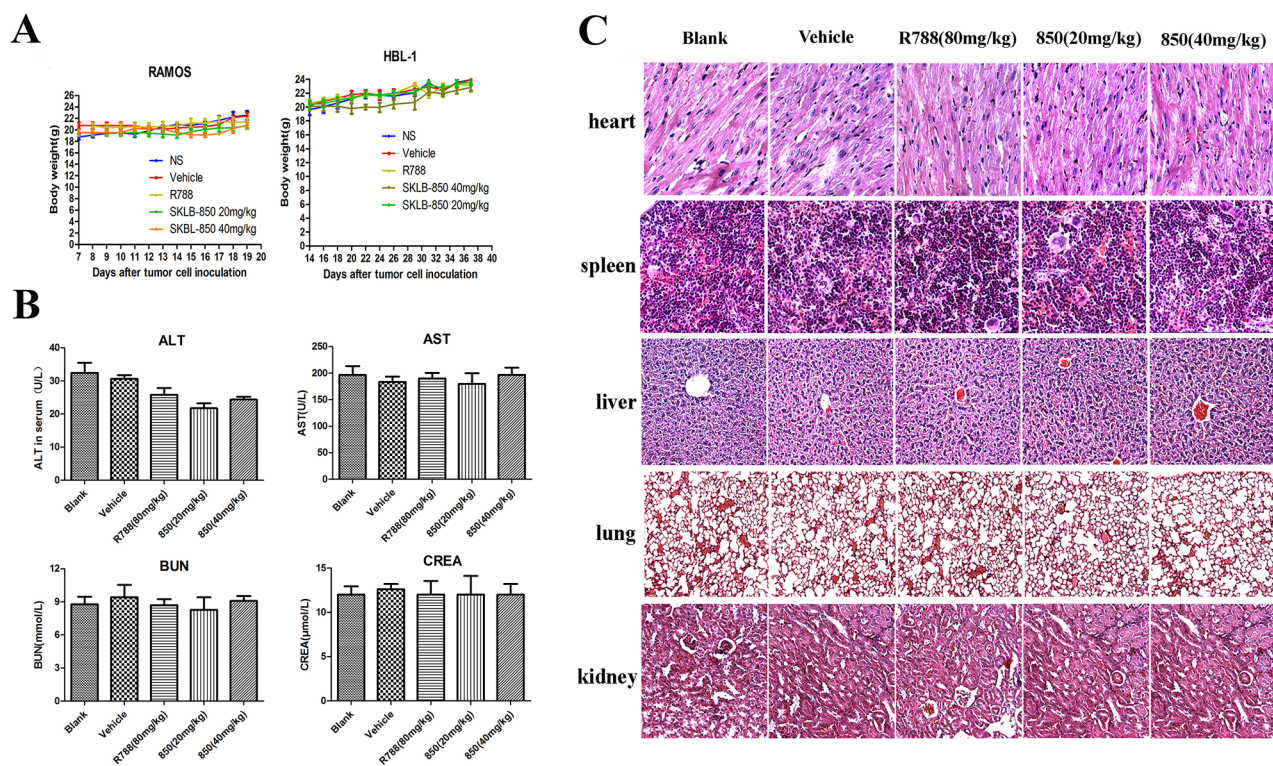 A
RAMOS
Body weight(g)
26
24
22
20
18
16
14
12
10
8
6
4
2
0
7 8 9 10 11 12 13 14 15 16 17 18 19 20
Days after tumor cell inoculation
NS
Vehicle
R788
SKLB-850 20mg/kg
SKBL-850 40mg/kg
HBL-1
Body weight(g)
24
22
20
18
16
14
12
10
8
6
4
2
0
14 16 18 20 22 24 26 28 30 32 34 36 38 40
Days after tumor cell inoculation
NS
Vehicle
R788
SKLB-850 40mg/kg
SKLB-850 20mg/kg
B
ALT
ALT in serum (U/L)
40
30
20
10
0
Blank
Vehicle
R788(80mg/kg)
850(20mg/kg)
850(40mg/kg)
AST
AST(U/L)
250
200
150
100
50
0
Blank
Vehicle
R788(80mg/kg)
850(20mg/kg)
850(40mg/kg)
BUN
BUN(mmol/L)
12
9
6
3
0
Blank
Vehicle
R788(80mg/kg)
850(20mg/kg)
850(40mg/kg)
CREA
CREA(μmol/L)
15
10
5
0
Blank
Vehicle
R788(80mg/kg)
850(20mg/kg)
850(40mg/kg)
C
Blank Vehicle R788(80mg/kg) 850(20mg/kg) 850(40mg/kg)
heart
spleen
liver
lung
kidney